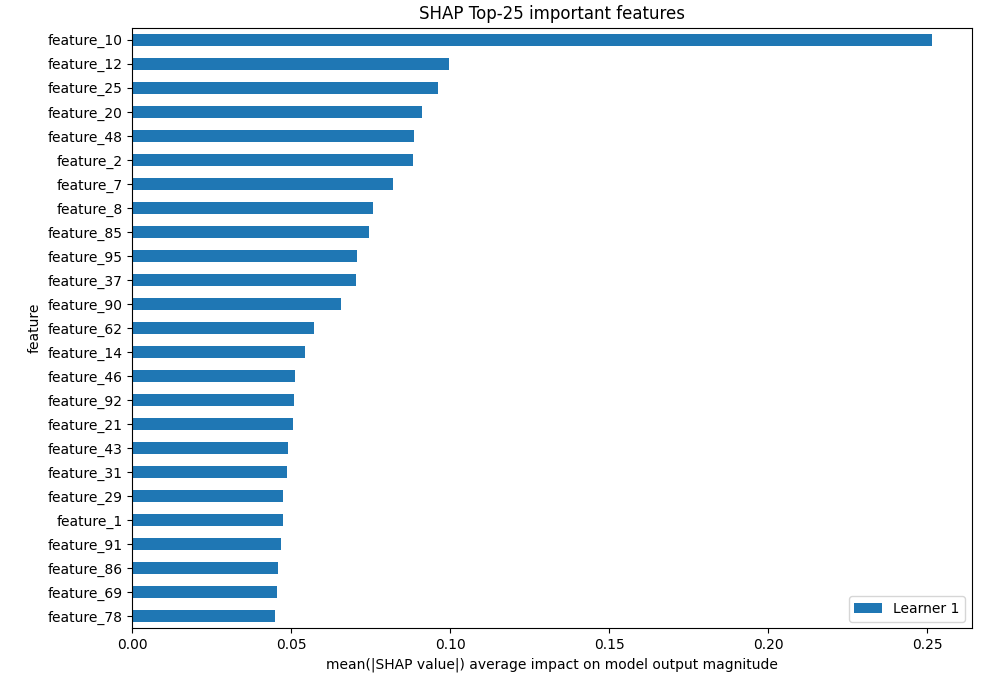 SHAP Top-25 important features
feature_10
feature_12
feature_25
feature_20
feature_48
feature_2
feature_7
feature_8
feature_85
feature_95
feature_37
feature_90
feature_62
feature_14
feature_46
feature_92
feature_21
feature_43
feature_31
feature_29
feature_1
feature_91
feature_86
feature_69
feature_78
feature
Learner 1
0.00 0.05 0.10 0.15 0.20 0.25
mean(|SHAP value|) average impact on model output magnitude